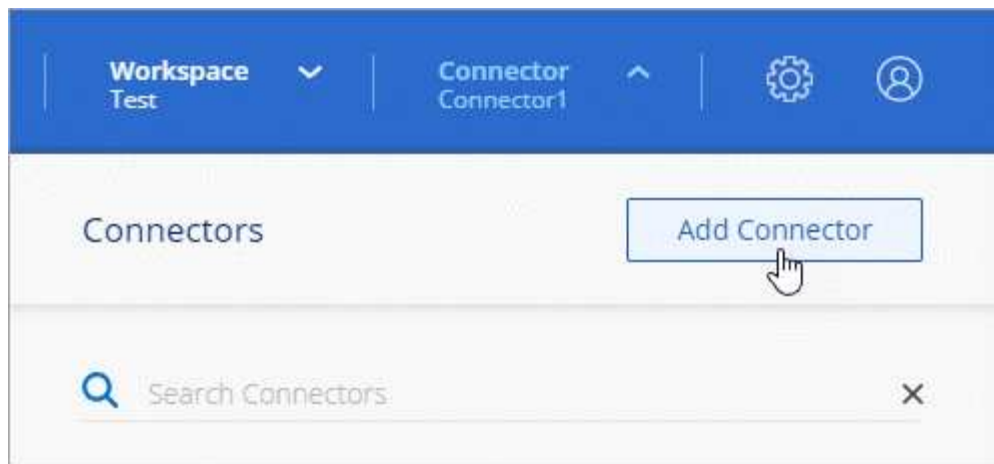 Workspace
Test
Connector
Connector1
Connectors
Add Connector
Search Connectors